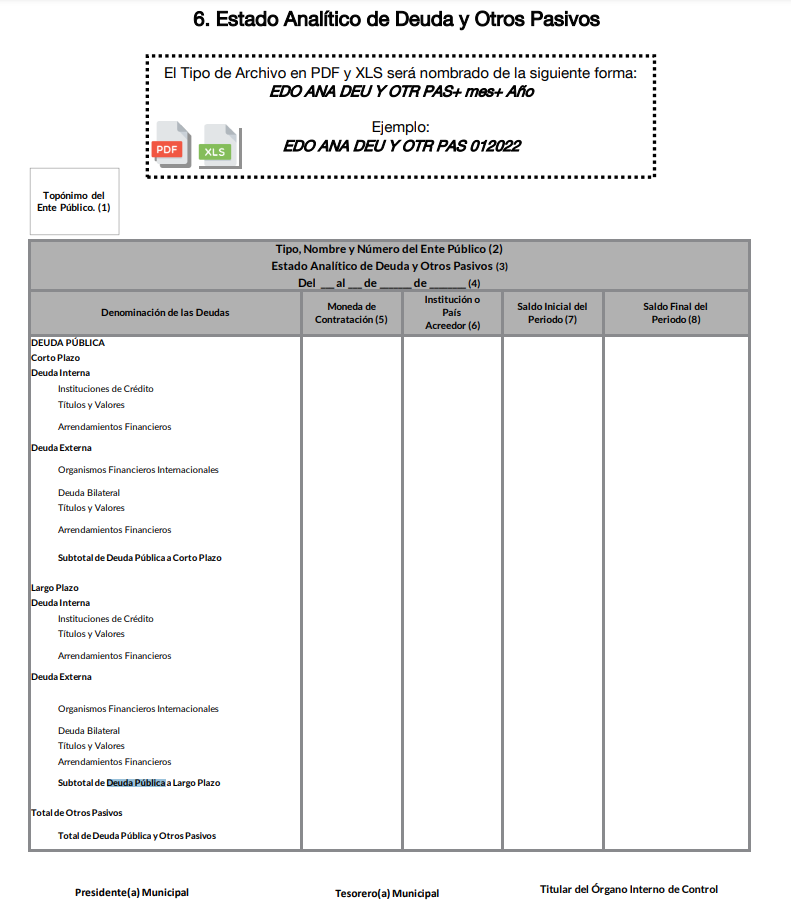 6. Estado Analítico de Deuda y Otros Pasivos
El Tipo de Archivo en PDF y XLS será nombrado de la siguiente forma:
EDO ANA DEU Y OTR PAS+ mes+ Año
Ejemplo:
EDO ANA DEU Y OTR PAS 012022
PDF
XLS
Topónimo del
Ente Público. (1)
Tipo, Nombre y Número del Ente Público (2)
Estado Analítico de Deuda y Otros Pasivos (3)
Del __ al __ de _____ de ______ (4)
Denominación de las Deudas
Moneda de
Contratación (5)
Institución o
País
Acreedor (6)
Saldo Inicial del
Periodo (7)
Saldo Final del
Periodo (8)
DEUDA PÚBLICA
Corto Plazo
Deuda Interna
Instituciones de Crédito
Títulos y Valores
Arrendamientos Financieros
Deuda Externa
Organismos Financieros Internacionales
Deuda Bilateral
Títulos y Valores
Arrendamientos Financieros
Subtotal de Deuda Pública a Corto Plazo
Largo Plazo
Deuda Interna
Instituciones de Crédito
Títulos y Valores
Arrendamientos Financieros
Deuda Externa
Organismos Financieros Internacionales
Deuda Bilateral
Títulos y Valores
Arrendamientos Financieros
Subtotal de Deuda Pública a Largo Plazo
Total de Otros Pasivos
Total de Deuda Pública y Otros Pasivos
Presidente(a) Municipal
Tesorero(a) Municipal
Titular del Órgano Interno de Control